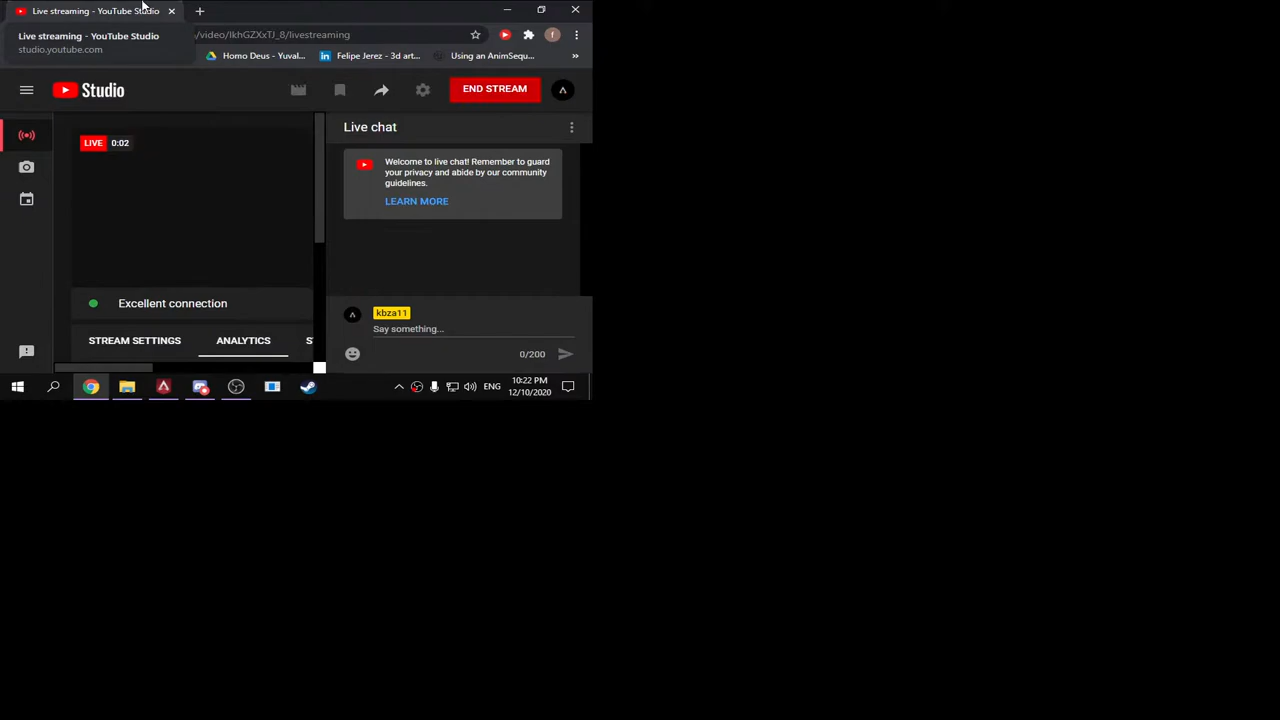 Live streaming - YouTube Studio
Live streaming - YouTube Studio
studio.youtube.com
/video/IkhGZXxTJ_8/livestreaming
f
Homo Deus - Yuval...
in
Felipe Jerez - 3d art...
Using an AnimSequ...
»
Studio
END STREAM
LIVE 0:02
Live chat
Welcome to live chat! Remember to guard
your privacy and abide by our community
guidelines.
LEARN MORE
Excellent connection
kbza11
Say something...
STREAM SETTINGS
ANALYTICS
S
0/200
ENG
10:22 PM
12/10/2020